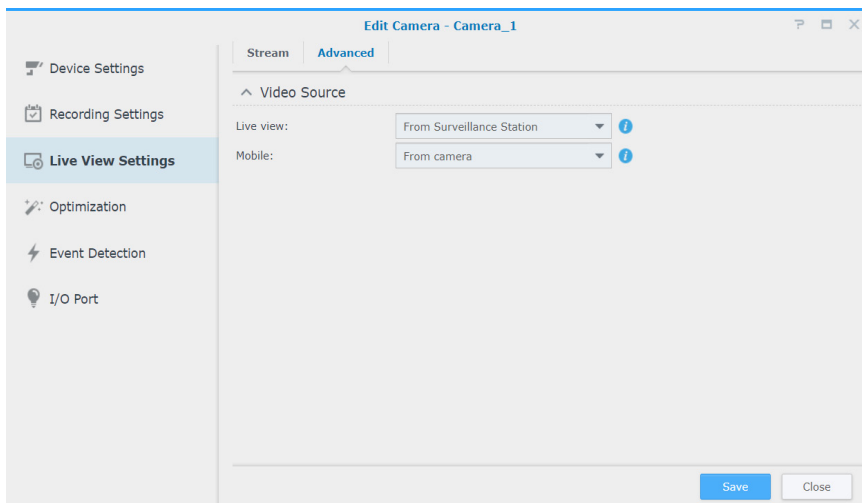 Edit Camera - Camera_1
Device Settings
Recording Settings
Live View Settings
Optimization
Event Detection
I/O Port
Stream Advanced
Video Source
Live view: From Surveillance Station
Mobile: From camera
Save Close